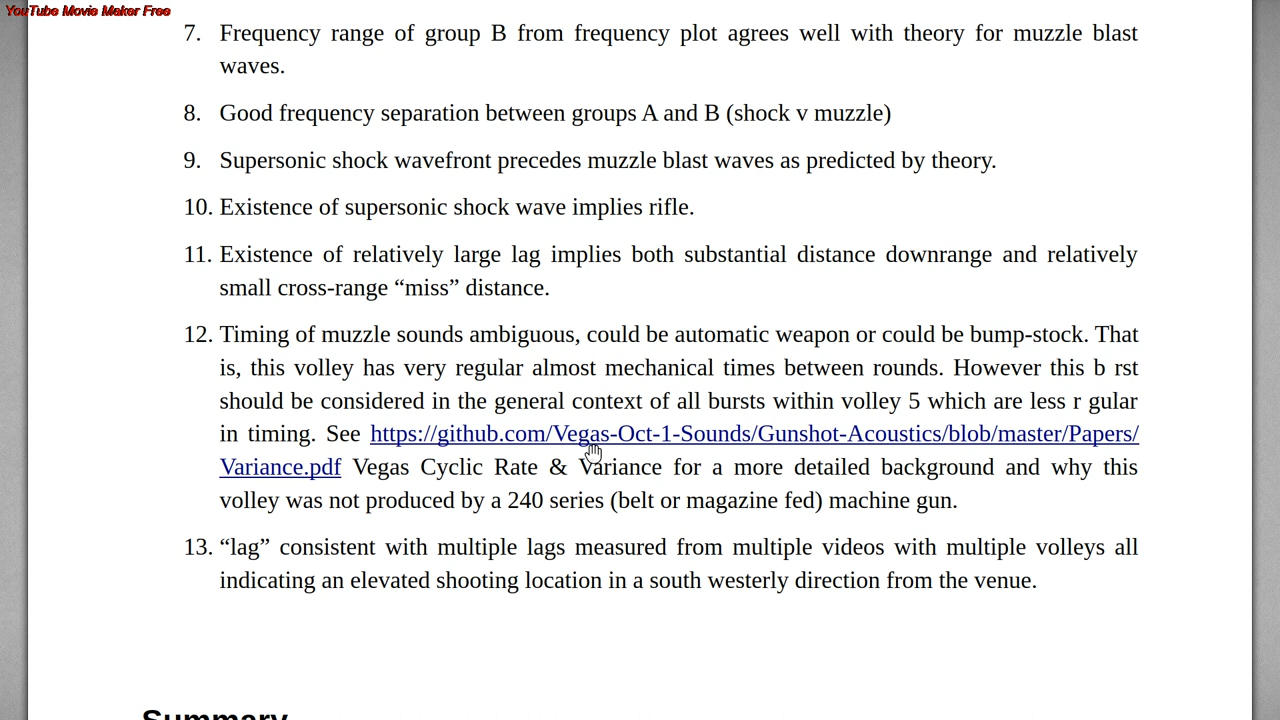 YouTube Movie Maker Free
7. Frequency range of group B from frequency plot agrees well with theory for muzzle blast
waves.
8. Good frequency separation between groups A and B (shock v muzzle)
9. Supersonic shock wavefront precedes muzzle blast waves as predicted by theory.
10. Existence of supersonic shock wave implies rifle.
11. Existence of relatively large lag implies both substantial distance downrange and relatively
small cross-range “miss” distance.
12. Timing of muzzle sounds ambiguous, could be automatic weapon or could be bump-stock. That
is, this volley has very regular almost mechanical times between rounds. However this b rst
should be considered in the general context of all bursts within volley 5 which are less r gular
in timing. See https://github.com/Vegas-Oct-1-Sounds/Gunshot-Acoustics/blob/master/Papers/
Variance.pdf Vegas Cyclic Rate & Variance for a more detailed background and why this
volley was not produced by a 240 series (belt or magazine fed) machine gun.
13. “lag” consistent with multiple lags measured from multiple videos with multiple volleys all
indicating an elevated shooting location in a south westerly direction from the venue.
Summary